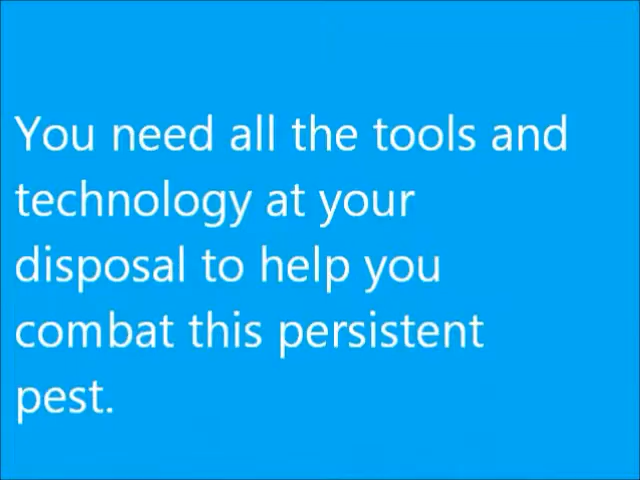 You need all the tools and
technology at your
disposal to help you
combat this persistent
pest.